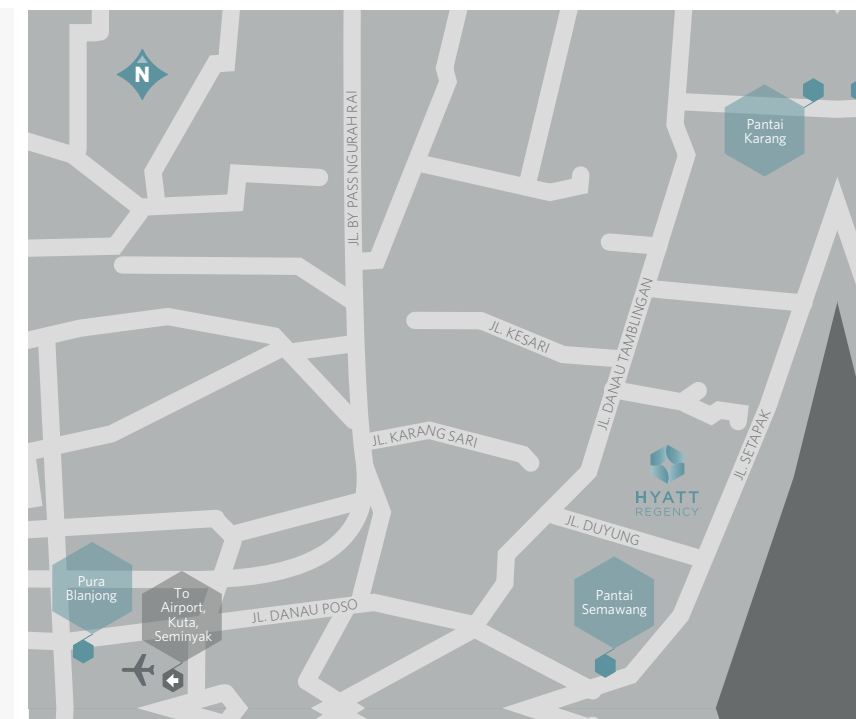 N
JL. BY PASS NGURAH RAI
Pantai
Karang
JL. KESARI
JL. DANAU TAMBLINGAN
JL. KARANG SARI
JL. SETAPAK
HYATT
REGENCY
JL. DUYUNG
Pura
Blanjong
To
Airport,
Kuta,
Seminyak
JL. DANAU POSO
Pantai
Semawang